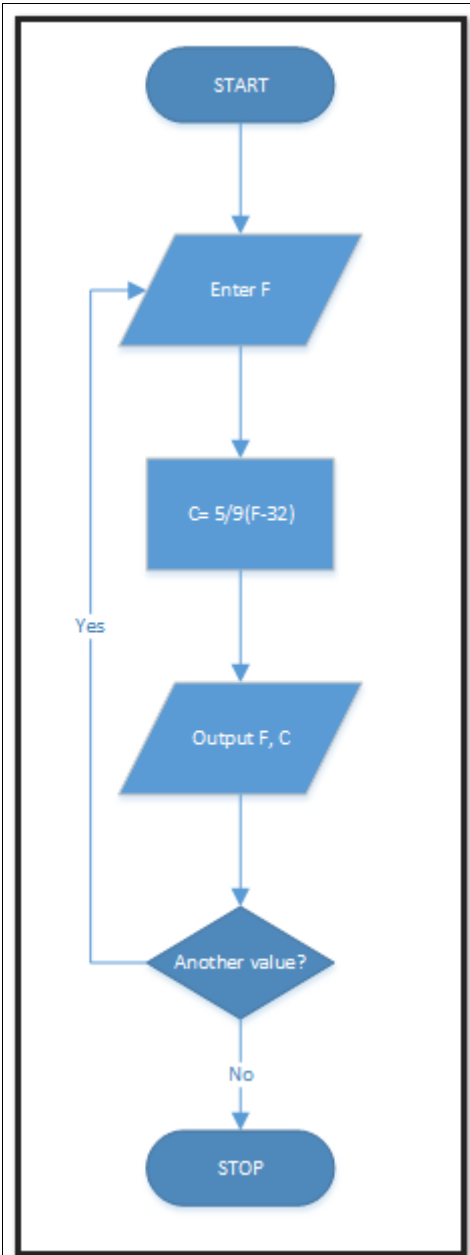 START
Enter F
C= 5/9(F-32)
Yes
Output F, C
Another value?
No
STOP